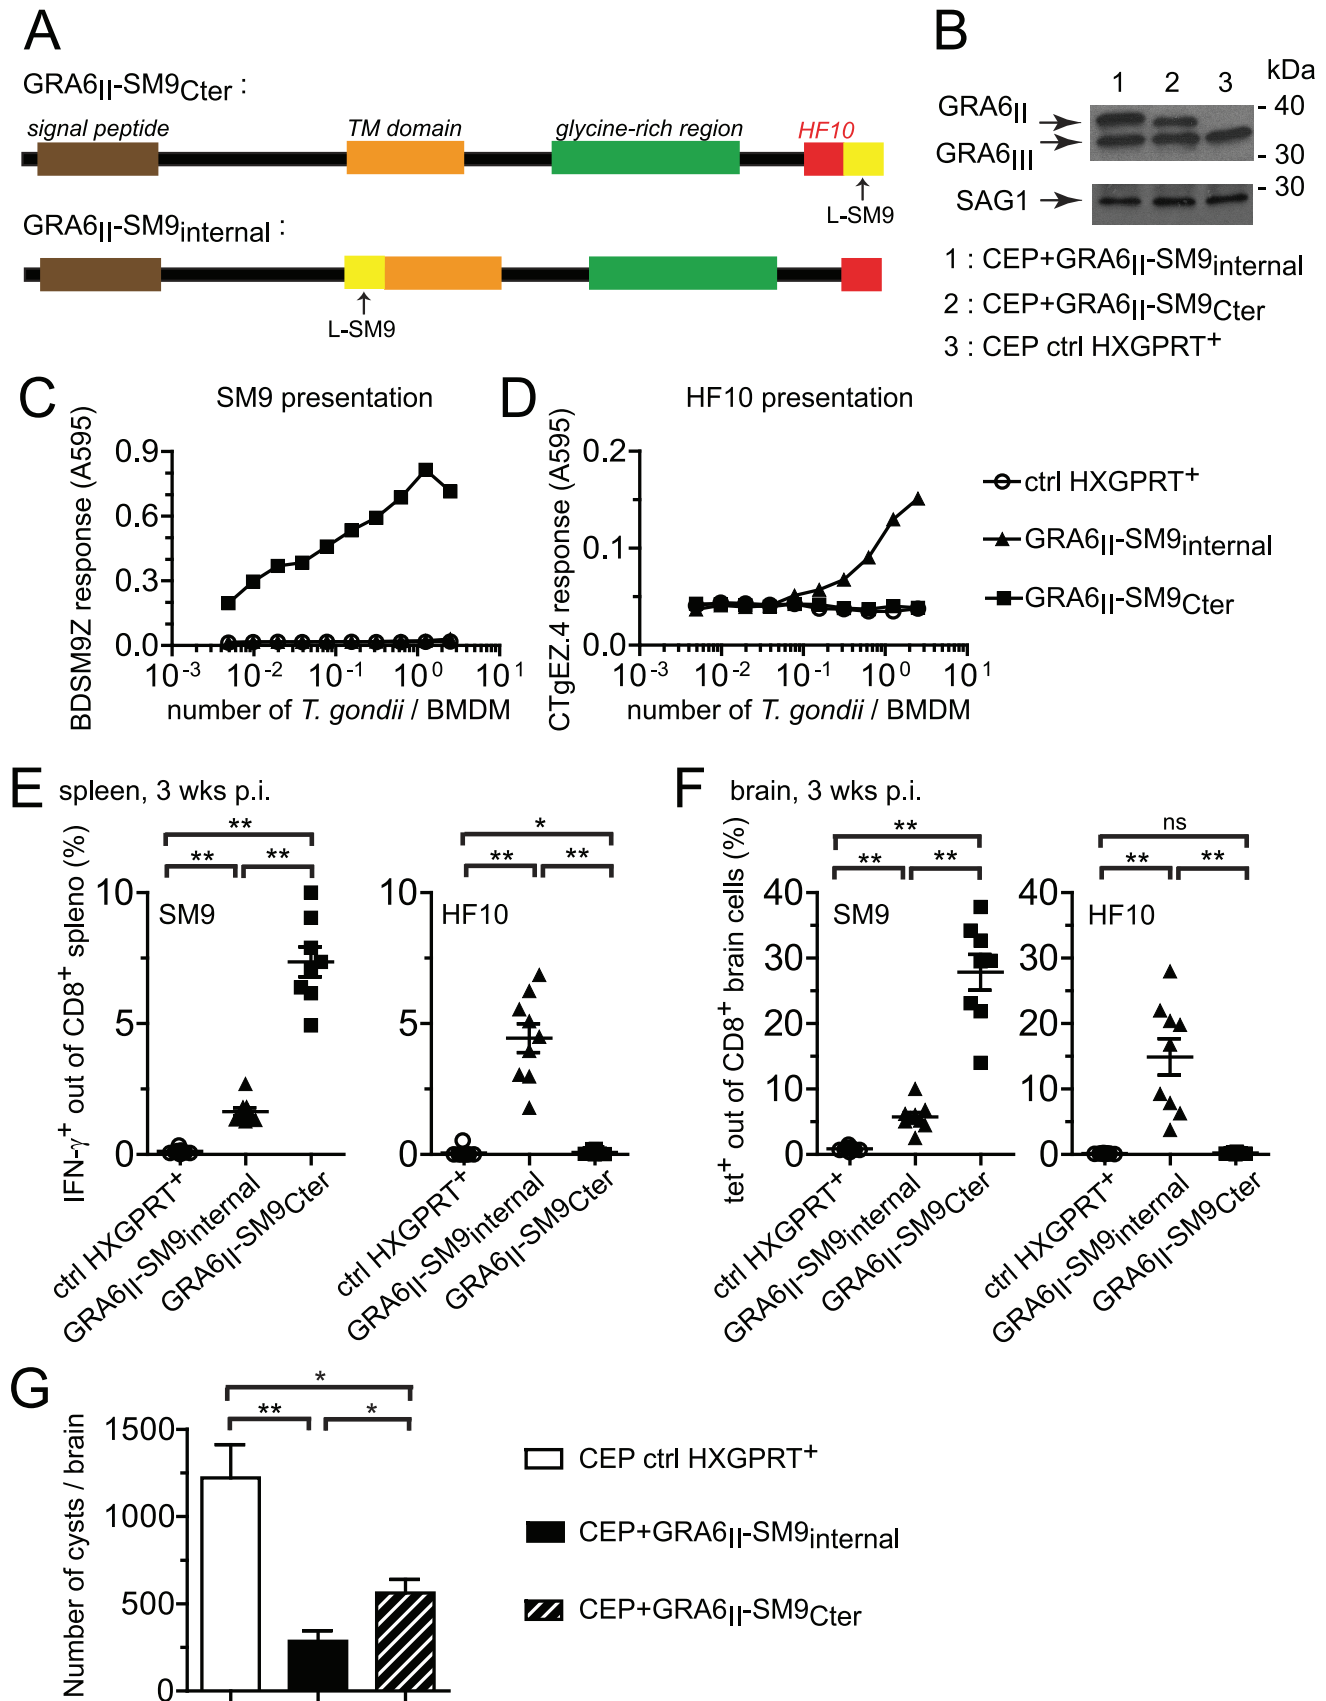 A
GRA6II-SM9Cter :
signal peptide TM domain glycine-rich region HF10
L-SM9
GRA6II-SM9internal :
L-SM9
B
1 2 3 kDa
GRA6II
- 40
GRA6III
- 30
- 30
SAG1
1 : CEP+GRA6II-SM9internal
2 : CEP+GRA6II-SM9Cter
3 : CEP ctrl HXGPRT+
C
SM9 presentation
BDSM9Z response (A595)
0.9
0.6
0.3
0.0
10-3 10-2 10-1 100 101
number of T. gondii / BMDM
D
HF10 presentation
CTgEZ.4 response (A595)
0.2
0.1
0.0
10-3 10-2 10-1 100 101
number of T. gondii / BMDM
ctrl HXGPRT+
GRA6II-SM9internal
GRA6II-SM9Cter
E spleen, 3 wks p.i.
IFN-γ+ out of CD8+ spleno (%)
**
** **
10
5
0
SM9
ctrl HXGPRT+
GRA6II-SM9internal
GRA6II-SM9Cter
*
** **
10
5
0
HF10
ctrl HXGPRT+
GRA6II-SM9internal
GRA6II-SM9Cter
F brain, 3 wks p.i.
tet+ out of CD8+ brain cells (%)
**
** **
40
30
20
10
0
SM9
ctrl HXGPRT+
GRA6II-SM9internal
GRA6II-SM9Cter
ns
** **
40
30
20
10
0
HF10
ctrl HXGPRT+
GRA6II-SM9internal
GRA6II-SM9Cter
G
Number of cysts / brain
*
** *
1500
1000
500
0
CEP ctrl HXGPRT+
CEP+GRA6II-SM9internal
CEP+GRA6II-SM9Cter